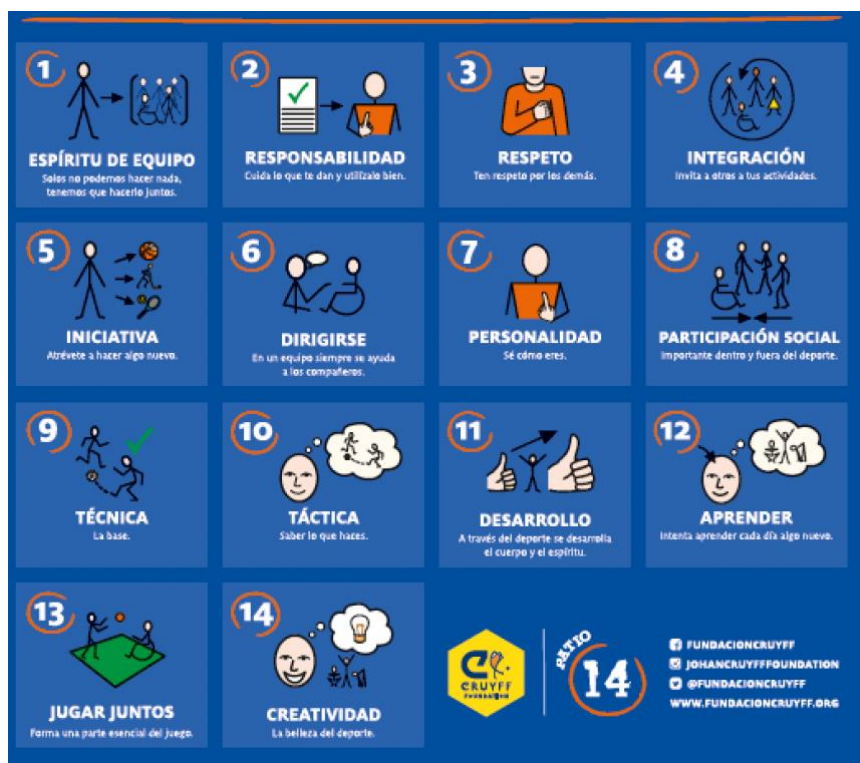 1
ESPÍRITU DE EQUIPO
Solos no podemos hacer nada,
tenemos que hacerlo juntos.
2
RESPONSABILIDAD
Cuida lo que te dan y utilízalo bien.
3
RESPETO
Ten respeto por los demás.
4
INTEGRACIÓN
Invita a otros a tus actividades.
5
INICIATIVA
Atrévete a hacer algo nuevo.
6
DIRIGIRSE
En un equipo siempre se ayuda
a los compañeros.
7
PERSONALIDAD
Sé cómo eres.
8
PARTICIPACIÓN SOCIAL
Importante dentro y fuera del deporte.
9
TÉCNICA
La base.
10
TÁCTICA
Saber lo que haces.
11
DESARROLLO
A través del deporte se desarrolla
el cuerpo y el espíritu.
12
APRENDER
Intenta aprender cada día algo nuevo.
13
JUGAR JUNTOS
Forma una parte esencial del juego.
14
CREATIVIDAD
La belleza del deporte.
CRUYFF
FOUNDATION
PATIO
14
FUNDACIONCRUYFF
JOHANCRUYFFFOUNDATION
@FUNDACIONCRUYFF
WWW.FUNDACIONCRUYFF.ORG